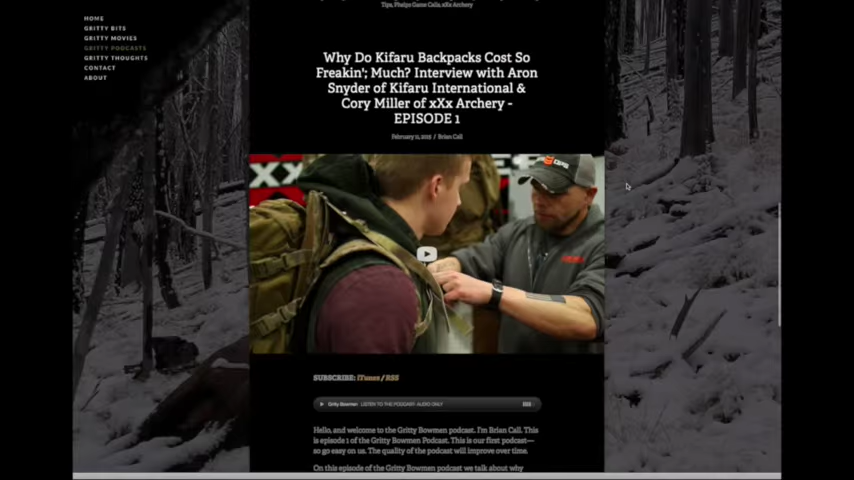 HOME
GRITTY BITS
GRITTY MOVIES
GRITTY PODCASTS
GRITTY THOUGHTS
CONTACT
ABOUT
Tips, Phelps Game Calls, xXx Archery
Why Do Kifaru Backpacks Cost So
Freakin'; Much? Interview with Aron
Snyder of Kifaru International &
Cory Miller of xXx Archery -
EPISODE 1
/ Brian Call
XX
SUBSCRIBE: iTunes / RSS
Gritty Bowmen LISTEN TO THE PODCAST- AUDIO ONLY
Hello, and welcome to the Gritty Bowmen podcast. I'm Brian Call. This
is episode 1 of the Gritty Bowmen Podcast. This is our first podcast—
so go easy on us. The quality of the podcast will improve over time.
On this episode of the Gritty Bowmen podcast we talk about why